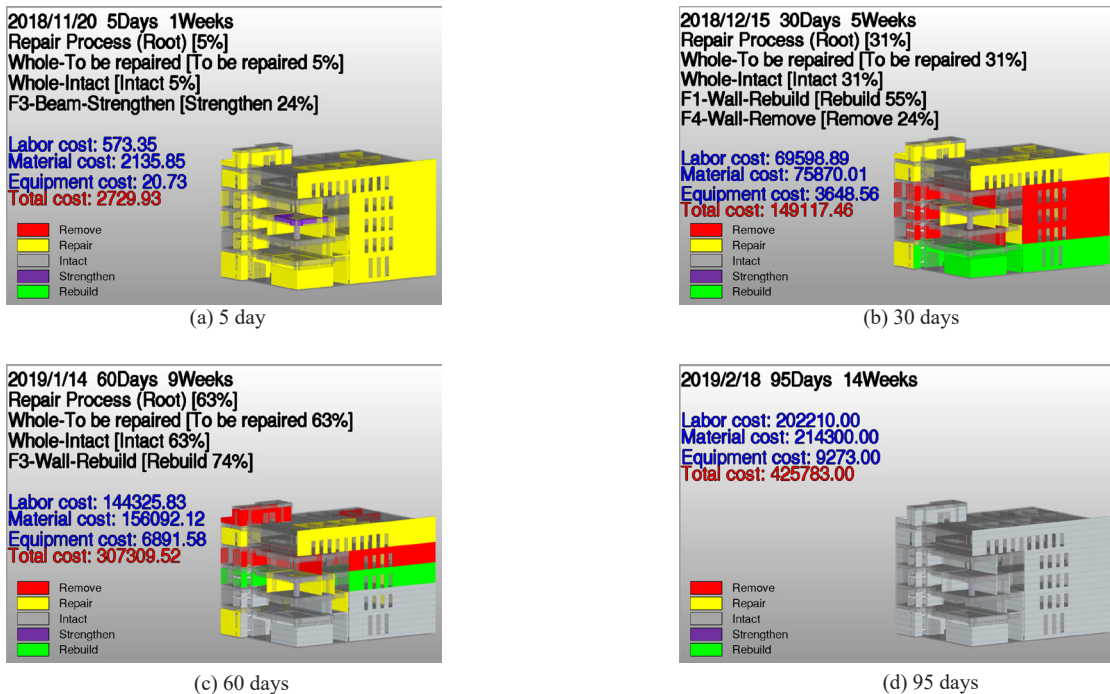 2018/11/20 5Days 1Weeks
Repair Process (Root) [5%]
Whole-To be repaired [To be repaired 5%]
Whole-Intact [Intact 5%]
F3-Beam-Strengthen [Strengthen 24%]
Labor cost: 573.35
Material cost: 2135.85
Equipment cost: 20.73
Total cost: 2729.93
Remove
Repair
Intact
Strengthen
Rebuild
(a) 5 day
2018/12/15 30Days 5Weeks
Repair Process (Root) [31%]
Whole-To be repaired [To be repaired 31%]
Whole-Intact [Intact 31%]
F1-Wall-Rebuild [Rebuild 55%]
F4-Wall-Remove [Remove 24%]
Labor cost: 69598.89
Material cost: 75870.01
Equipment cost: 3648.56
Total cost: 149117.46
Remove
Repair
Intact
Strengthen
Rebuild
(b) 30 days
2019/1/14 60Days 9Weeks
Repair Process (Root) [63%]
Whole-To be repaired [To be repaired 63%]
Whole-Intact [Intact 63%]
F3-Wall-Rebuild [Rebuild 74%]
Labor cost: 144325.83
Material cost: 156092.12
Equipment cost: 6891.58
Total cost: 307309.52
Remove
Repair
Intact
Strengthen
Rebuild
(c) 60 days
2019/2/18 95Days 14Weeks
Labor cost: 202210.00
Material cost: 214300.00
Equipment cost: 9273.00
Total cost: 425783.00
Remove
Repair
Intact
Strengthen
Rebuild
(d) 95 days